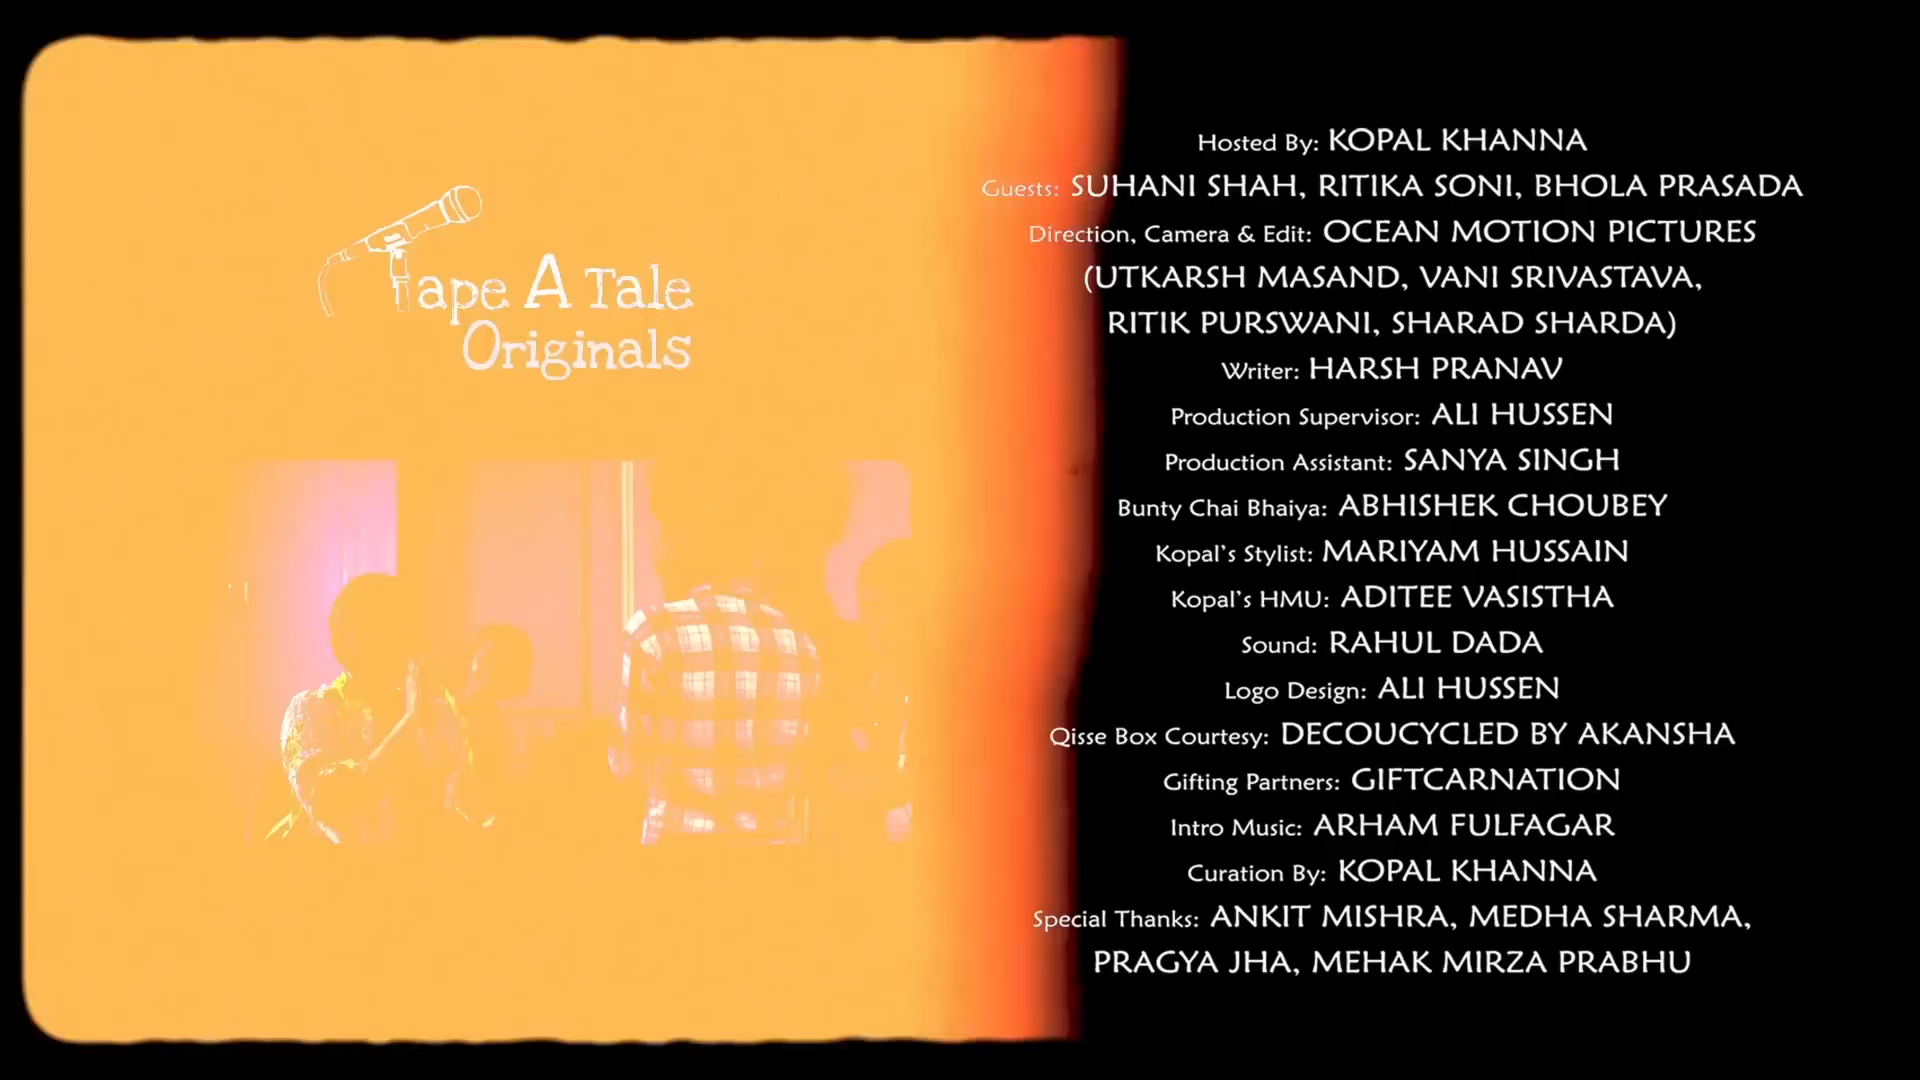 Tape A Tale
Originals
Hosted By: KOPAL KHANNA
Guests: SUHANI SHAH, RITIKA SONI, BHOLA PRASADA
Direction, Camera & Edit: OCEAN MOTION PICTURES
(UTKARSH MASAND, VANI SRIVASTAVA,
RITIK PURSWANI, SHARAD SHARDA)
Writer: HARSH PRANAV
Production Supervisor: ALI HUSSEN
Production Assistant: SANYA SINGH
Bunty Chai Bhaiya: ABHISHEK CHOUBEY
Kopal's Stylist: MARIYAM HUSSAIN
Kopal's HMU: ADITEE VASISTHA
Sound: RAHUL DADA
Logo Design: ALI HUSSEN
Qisse Box Courtesy: DECOUCYCLED BY AKANSHA
Gifting Partners: GIFTCARNATION
Intro Music: ARHAM FULFAGAR
Curation By: KOPAL KHANNA
Special Thanks: ANKIT MISHRA, MEDHA SHARMA,
PRAGYA JHA, MEHAK MIRZA PRABHU